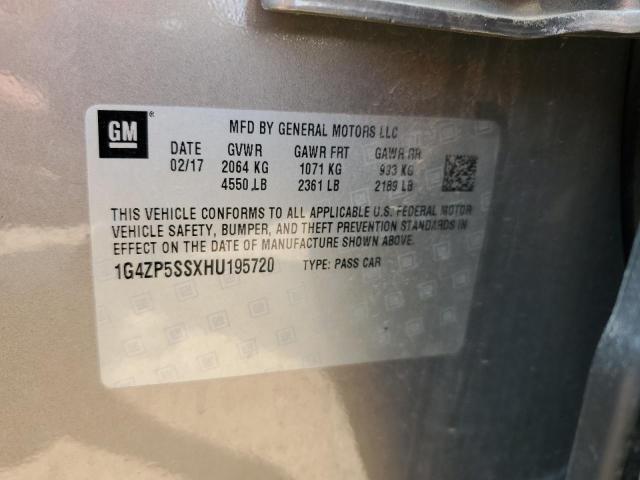 GM ®
MFD BY GENERAL MOTORS LLC
DATE GVWR GAWR FRT GAWR RR
02/17 2064 KG 1071 KG 993 KG
4550 LB 2361 LB 2189 LB
THIS VEHICLE CONFORMS TO ALL APPLICABLE U.S. FEDERAL MOTOR
VEHICLE SAFETY, BUMPER, AND THEFT PREVENTION STANDARDS IN
EFFECT ON THE DATE OF MANUFACTURE SHOWN ABOVE.
1G4ZP5SSXHU195720 TYPE: PASS CAR